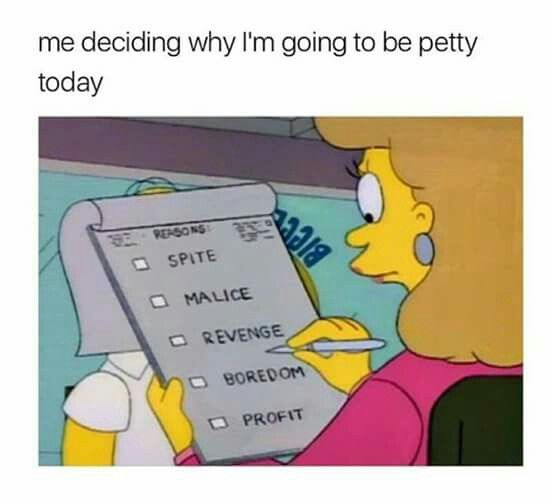 me deciding why I'm going to be petty
today
REASONS:
SPITE
MALICE
REVENGE
BOREDOM
PROFIT